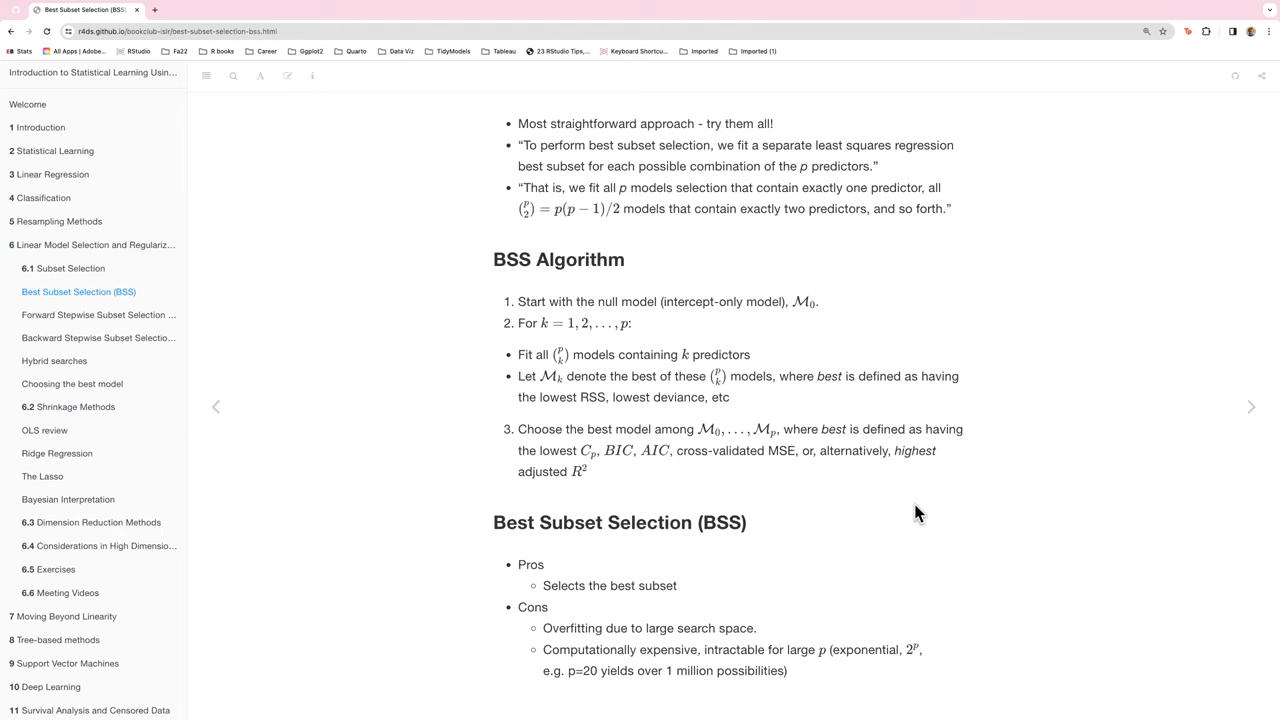 Best Subset Selection (BSS)
r4ds.github.io/bookclub-islr/best-subset-selection-bss.html
Stats
All Apps | Adobe...
RStudio
Fa22
R books
Career
Ggplot2
Quarto
Data Viz
TidyModels
Tableau
23 RStudio Tips,...
Keyboard Shortcu...
Imported
Imported (1)
Introduction to Statistical Learning Usin...
Welcome
1 Introduction
2 Statistical Learning
3 Linear Regression
4 Classification
5 Resampling Methods
6 Linear Model Selection and Regulariz...
6.1 Subset Selection
Best Subset Selection (BSS)
Forward Stepwise Subset Selection ...
Backward Stepwise Subset Selectio...
Hybrid searches
Choosing the best model
6.2 Shrinkage Methods
OLS review
Ridge Regression
The Lasso
Bayesian Interpretation
6.3 Dimension Reduction Methods
6.4 Considerations in High Dimensio...
6.5 Exercises
6.6 Meeting Videos
7 Moving Beyond Linearity
8 Tree-based methods
9 Support Vector Machines
10 Deep Learning
11 Survival Analysis and Censored Data
• Most straightforward approach - try them all!
• “To perform best subset selection, we fit a separate least squares regression
best subset for each possible combination of the p predictors.”
• “That is, we fit all p models selection that contain exactly one predictor, all
(p 2) = p(p − 1)/2 models that contain exactly two predictors, and so forth.”
BSS Algorithm
1. Start with the null model (intercept-only model), M₀.
2. For k = 1, 2, . . . , p:
• Fit all (p k) models containing k predictors
• Let Mₖ denote the best of these (p k) models, where best is defined as having
the lowest RSS, lowest deviance, etc
3. Choose the best model among M₀, . . . , Mₚ, where best is defined as having
the lowest Cₚ, BIC, AIC, cross-validated MSE, or, alternatively, highest
adjusted R²
Best Subset Selection (BSS)
• Pros
◦ Selects the best subset
• Cons
◦ Overfitting due to large search space.
◦ Computationally expensive, intractable for large p (exponential, 2ᵖ,
e.g. p=20 yields over 1 million possibilities)